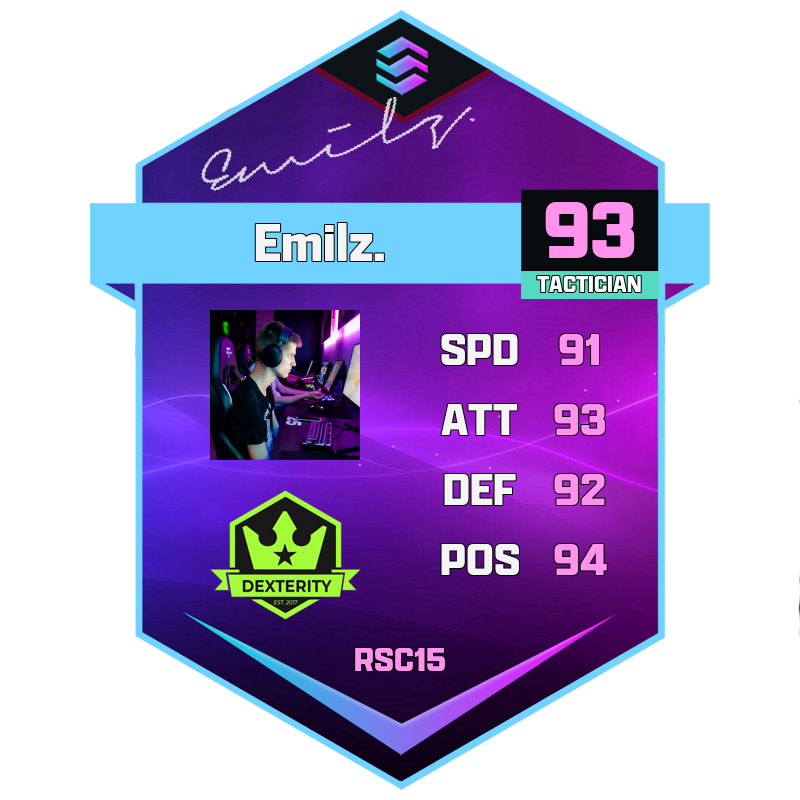 Emilz.
Emilz.
93
TACTICIAN
SPD 91
ATT 93
DEF 92
POS 94
DEXTERITY
EST. 2017
RSC15